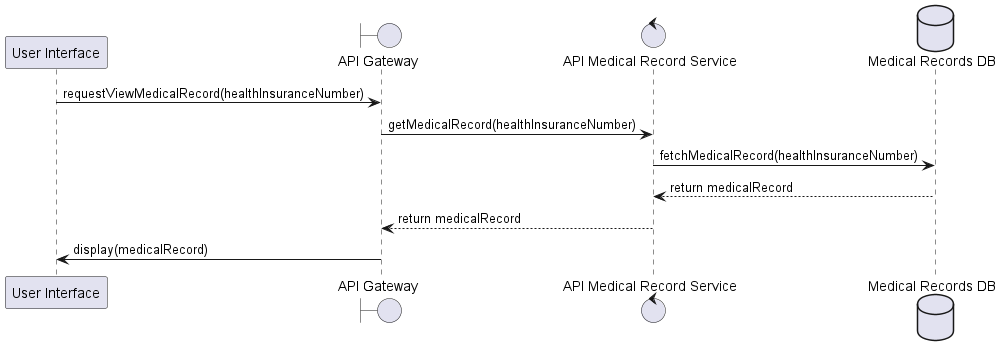 User Interface
API Gateway
API Medical Record Service
Medical Records DB
requestViewMedicalRecord(healthInsuranceNumber)
getMedicalRecord(healthInsuranceNumber)
fetchMedicalRecord(healthInsuranceNumber)
return medicalRecord
return medicalRecord
display(medicalRecord)
User Interface
API Gateway
API Medical Record Service
Medical Records DB